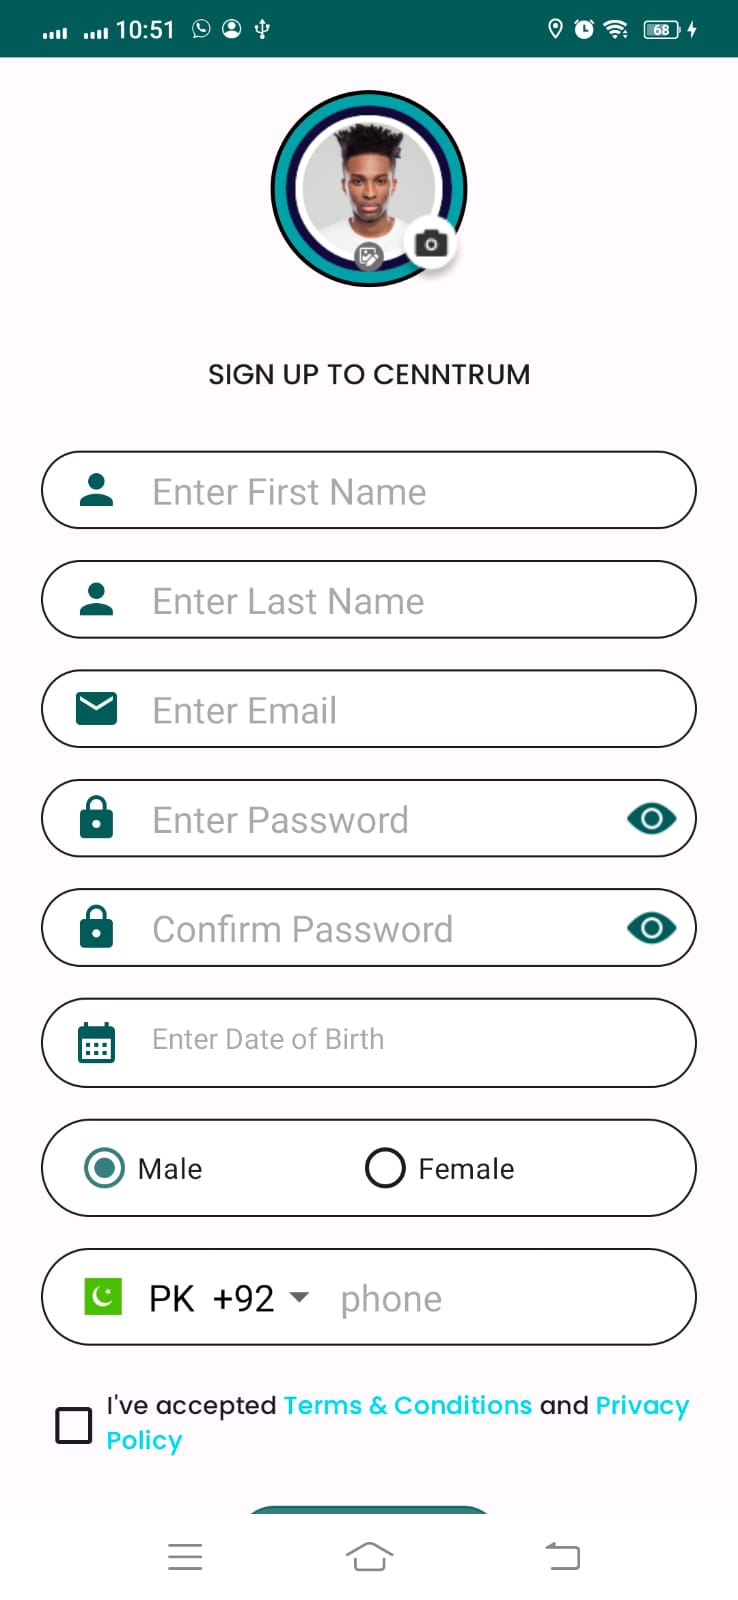 10:51 68
SIGN UP TO CENNTRUM
Enter First Name
Enter Last Name
Enter Email
Enter Password
Confirm Password
Enter Date of Birth
Male Female
PK +92 phone
I've accepted Terms & Conditions and Privacy
Policy